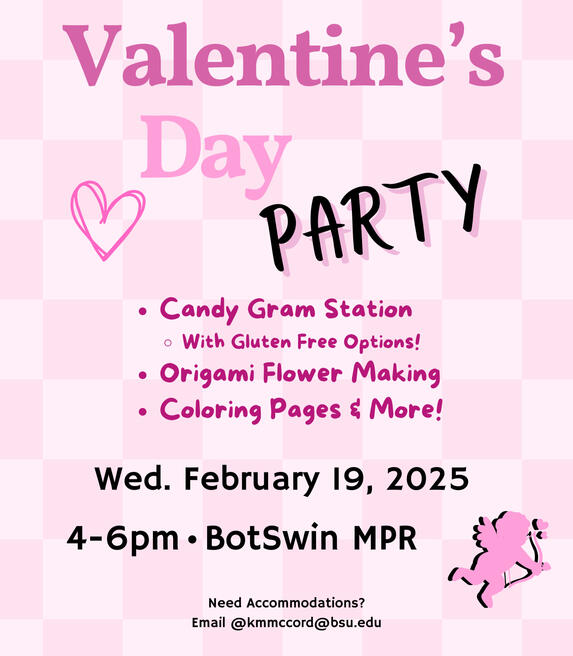 Valentine's
Day
PARTY
• Candy Gram Station
○ With Gluten Free Options!
• Origami Flower Making
• Coloring Pages & More!
Wed. February 19, 2025
4-6pm • BotSwin MPR
Need Accommodations?
Email @kmmccord@bsu.edu